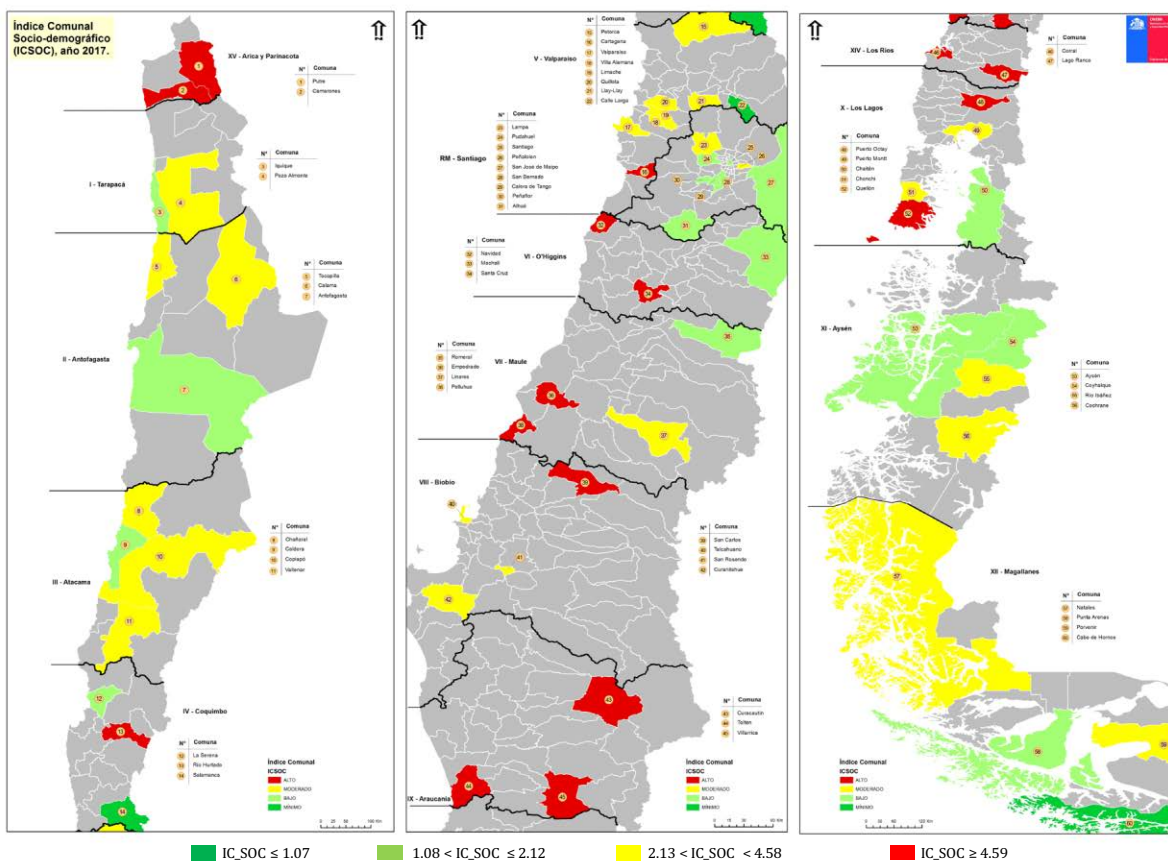 Índice Comunal
Socio-demográfico
(ICSOC), año 2017.
XV - Arica y Parinacota
N° Comuna
1 Putre
2 Camarones
I - Tarapacá
N° Comuna
3 Iquique
4 Pozo Almonte
N° Comuna
5 Tocopilla
6 Calama
7 Antofagasta
II - Antofagasta
N° Comuna
8 Chañaral
9 Caldera
10 Copiapó
11 Vallenar
III - Atacama
IV - Coquimbo
N° Comuna
12 La Serena
13 Río Hurtado
14 Salamanca
Índice Comunal
ICSOC
ALTO
MODERADO
BAJO
MÍNIMO
V - Valparaíso
N° Comuna
15 Petorca
16 Cartagena
17 Valparaíso
18 Villa Alemana
19 Limache
20 Quillota
21 Llay-Llay
22 Calle Larga
RM - Santiago
N° Comuna
23 Lampa
24 Pudahuel
25 Santiago
26 Peñalolén
27 San José de Maipo
28 San Bernardo
29 Calera de Tango
30 Peñaflor
31 Alhué
VI - O'Higgins
N° Comuna
32 Navidad
33 Machalí
34 Santa Cruz
VII - Maule
N° Comuna
35 Romeral
36 Empedrado
37 Linares
38 Pelluhue
VIII - Biobío
N° Comuna
39 San Carlos
40 Talcahuano
41 San Rosendo
42 Curanilahue
IX - Araucanía
N° Comuna
43 Curacautín
44 Toltén
45 Villarrica
Índice Comunal
ICSOC
ALTO
MODERADO
BAJO
MÍNIMO
XIV - Los Ríos
N° Comuna
46 Corral
47 Lago Ranco
X - Los Lagos
N° Comuna
48 Puerto Octay
49 Puerto Montt
50 Chaitén
51 Chonchi
52 Quellón
XI - Aysén
N° Comuna
53 Aysén
54 Coyhaique
55 Río Ibáñez
56 Cochrane
XII - Magallanes
N° Comuna
57 Natales
58 Punta Arenas
59 Porvenir
60 Cabo de Hornos
Índice Comunal
ICSOC
ALTO
MODERADO
BAJO
MÍNIMO
IC_SOC ≤ 1.07 1.08 < IC_SOC ≤ 2.12 2.13 < IC_SOC < 4.58 IC_SOC ≥ 4.59